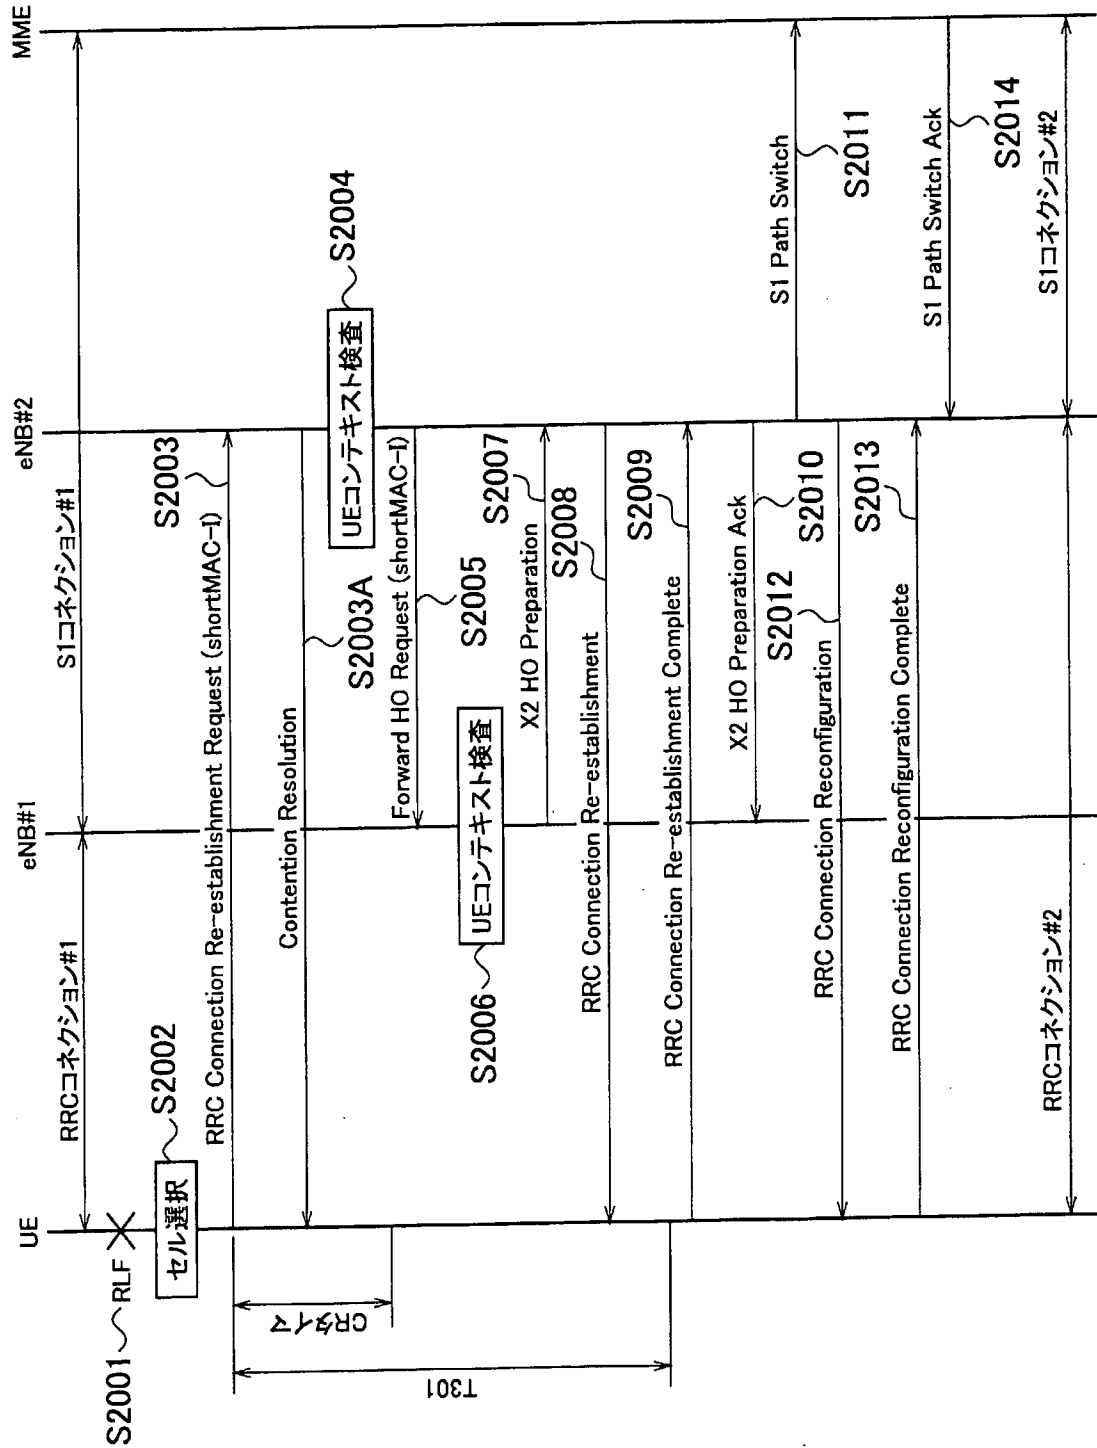 UE
eNB#1
eNB#2
MME
RRCコネクション#1
S1コネクション#1
S2001
RLF
セル選択
S2002
RRC Connection Re-establishment Request (shortMAC-I)
S2003
Contention Resolution
S2003A
UEコンテキスト検査
S2004
CRタイマ
T301
Forward HO Request (shortMAC-I)
S2005
S2006
UEコンテキスト検査
X2 HO Preparation
S2007
RRC Connection Re-establishment
S2008
RRC Connection Re-establishment Complete
S2009
X2 HO Preparation Ack
S2010
S1 Path Switch
S2011
RRC Connection Reconfiguration
S2012
RRC Connection Reconfiguration Complete
S2013
S1 Path Switch Ack
S2014
RRCコネクション#2
S1コネクション#2